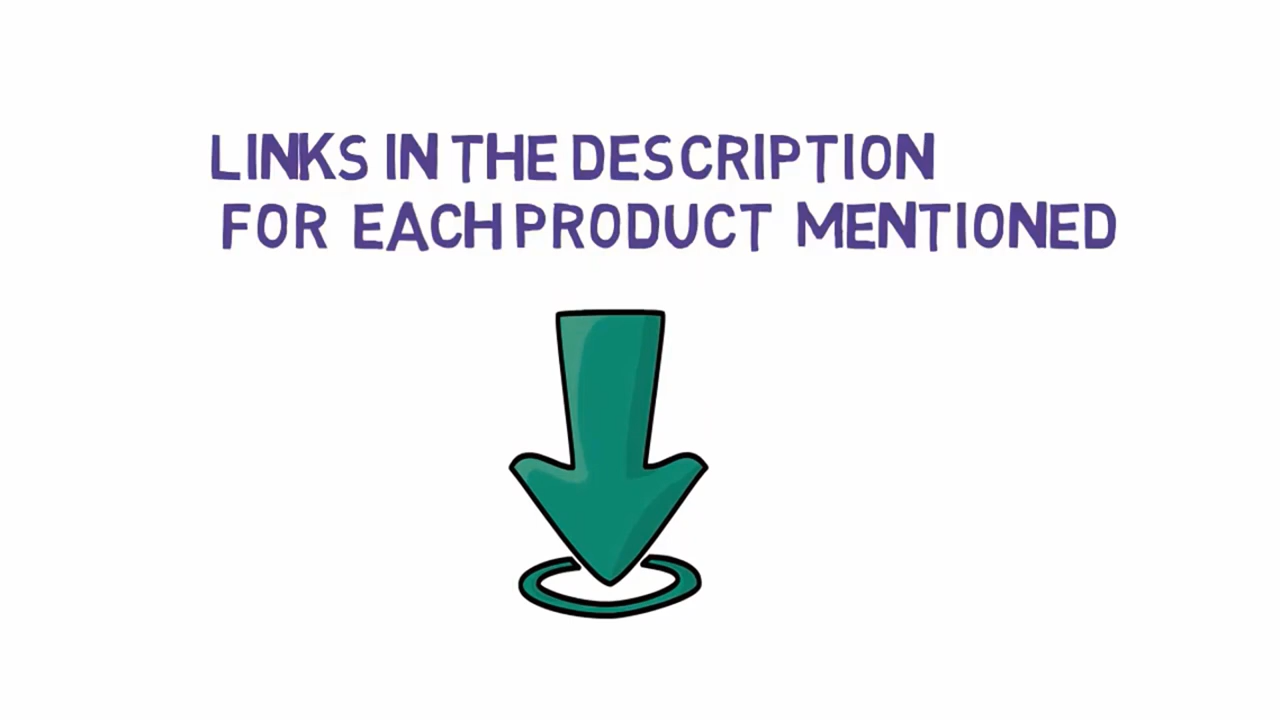 LINKS IN THE DESCRIPTION
FOR EACH PRODUCT MENTIONED